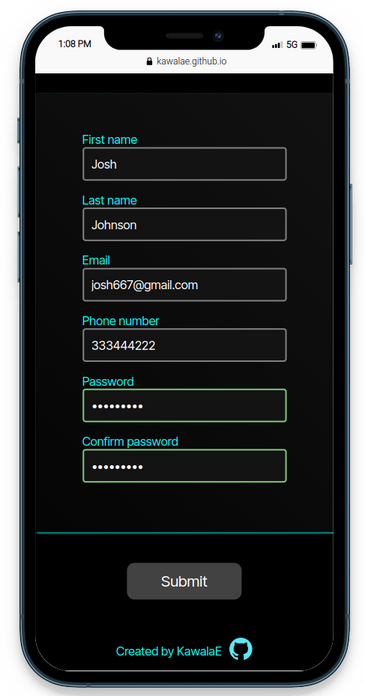 1:08 PM
5G
kawalae.github.io
First name
Josh
Last name
Johnson
Email
josh667@gmail.com
Phone number
333444222
Password
•••••••••
Confirm password
•••••••••
Submit
Created by KawalaE